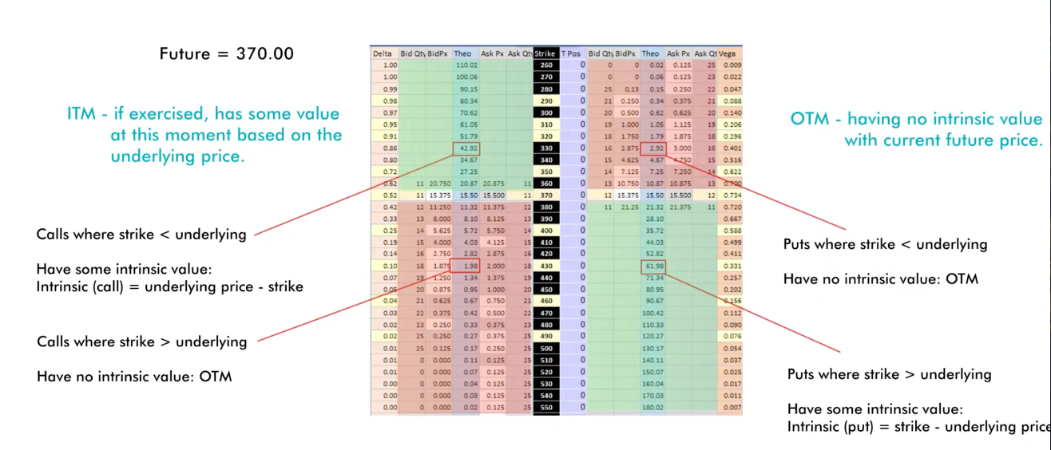 Future = 370.00
ITM - if exercised, has some value
at this moment based on the
underlying price.
Calls where strike < underlying
Have some intrinsic value:
Intrinsic (call) = underlying price - strike
Calls where strike > underlying
Have no intrinsic value: OTM
Delta Bid Qty BidPx Theo Ask Px Ask Qty Strike T Pos Bid Qty BidPx Theo Ask Px Ask Qt Vega
1.00 110.02 260 0 0 0 0.02 0.125 25 0.009
1.00 100.06 270 0 0 0 0.06 0.125 23 0.022
0.99 90.15 280 0 25 0.13 0.15 0.250 22 0.047
0.98 80.34 290 0 21 0.250 0.34 0.375 21 0.088
0.97 70.62 300 0 20 0.500 0.62 0.625 20 0.140
0.95 61.05 310 0 19 1.000 1.05 1.125 19 0.206
0.91 51.79 320 0 18 1.750 1.79 1.875 18 0.296
0.86 42.92 330 0 16 2.875 2.92 3.000 16 0.401
0.80 34.67 340 0 15 4.625 4.67 4.750 15 0.516
0.72 27.25 350 0 14 7.125 7.25 7.250 14 0.622
0.62 11 20.750 20.87 20.875 11 360 0 13 10.750 10.87 10.875 13 0.700
0.52 11 15.375 15.50 15.500 11 370 0 12 15.375 15.50 15.500 12 0.734
0.42 12 11.250 11.32 11.375 12 380 0 11 21.25 21.32 21.375 11 0.720
0.33 13 8.000 8.10 8.125 13 390 0 28.10 0.667
0.25 14 5.625 5.72 5.750 14 400 0 35.72 0.588
0.19 15 4.000 4.03 4.125 15 410 0 44.03 0.499
0.14 16 2.750 2.82 2.875 16 420 0 52.82 0.411
0.10 18 1.875 1.98 2.000 18 430 0 61.98 0.331
0.07 19 1.250 1.34 1.375 19 440 0 71.34 0.257
0.05 20 0.875 0.95 1.000 20 450 0 80.95 0.202
0.04 21 0.625 0.67 0.750 21 460 0 90.67 0.156
0.03 22 0.375 0.42 0.500 22 470 0 100.42 0.112
0.02 23 0.250 0.33 0.375 23 480 0 110.33 0.090
0.02 25 0.250 0.27 0.375 25 490 0 120.27 0.076
0.01 25 0.125 0.17 0.250 25 500 0 130.17 0.054
0.01 0 0.000 0.11 0.125 25 510 0 140.11 0.037
0.01 0 0.000 0.07 0.125 25 520 0 150.07 0.025
0.00 0 0.000 0.04 0.125 25 530 0 160.04 0.017
0.00 0 0.000 0.03 0.125 25 540 0 170.03 0.011
0.00 0 0.000 0.02 0.125 25 550 0 180.02 0.007
OTM - having no intrinsic value
with current future price.
Puts where strike < underlying
Have no intrinsic value: OTM
Puts where strike > underlying
Have some intrinsic value:
Intrinsic (put) = strike - underlying price